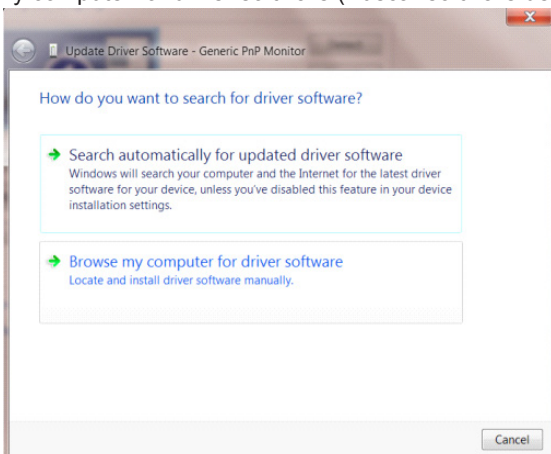 Update Driver Software - Generic PnP Monitor
How do you want to search for driver software?
Search automatically for updated driver software
Windows will search your computer and the Internet for the latest driver
software for your device, unless you've disabled this feature in your device
installation settings.
Browse my computer for driver software
Locate and install driver software manually.
Cancel